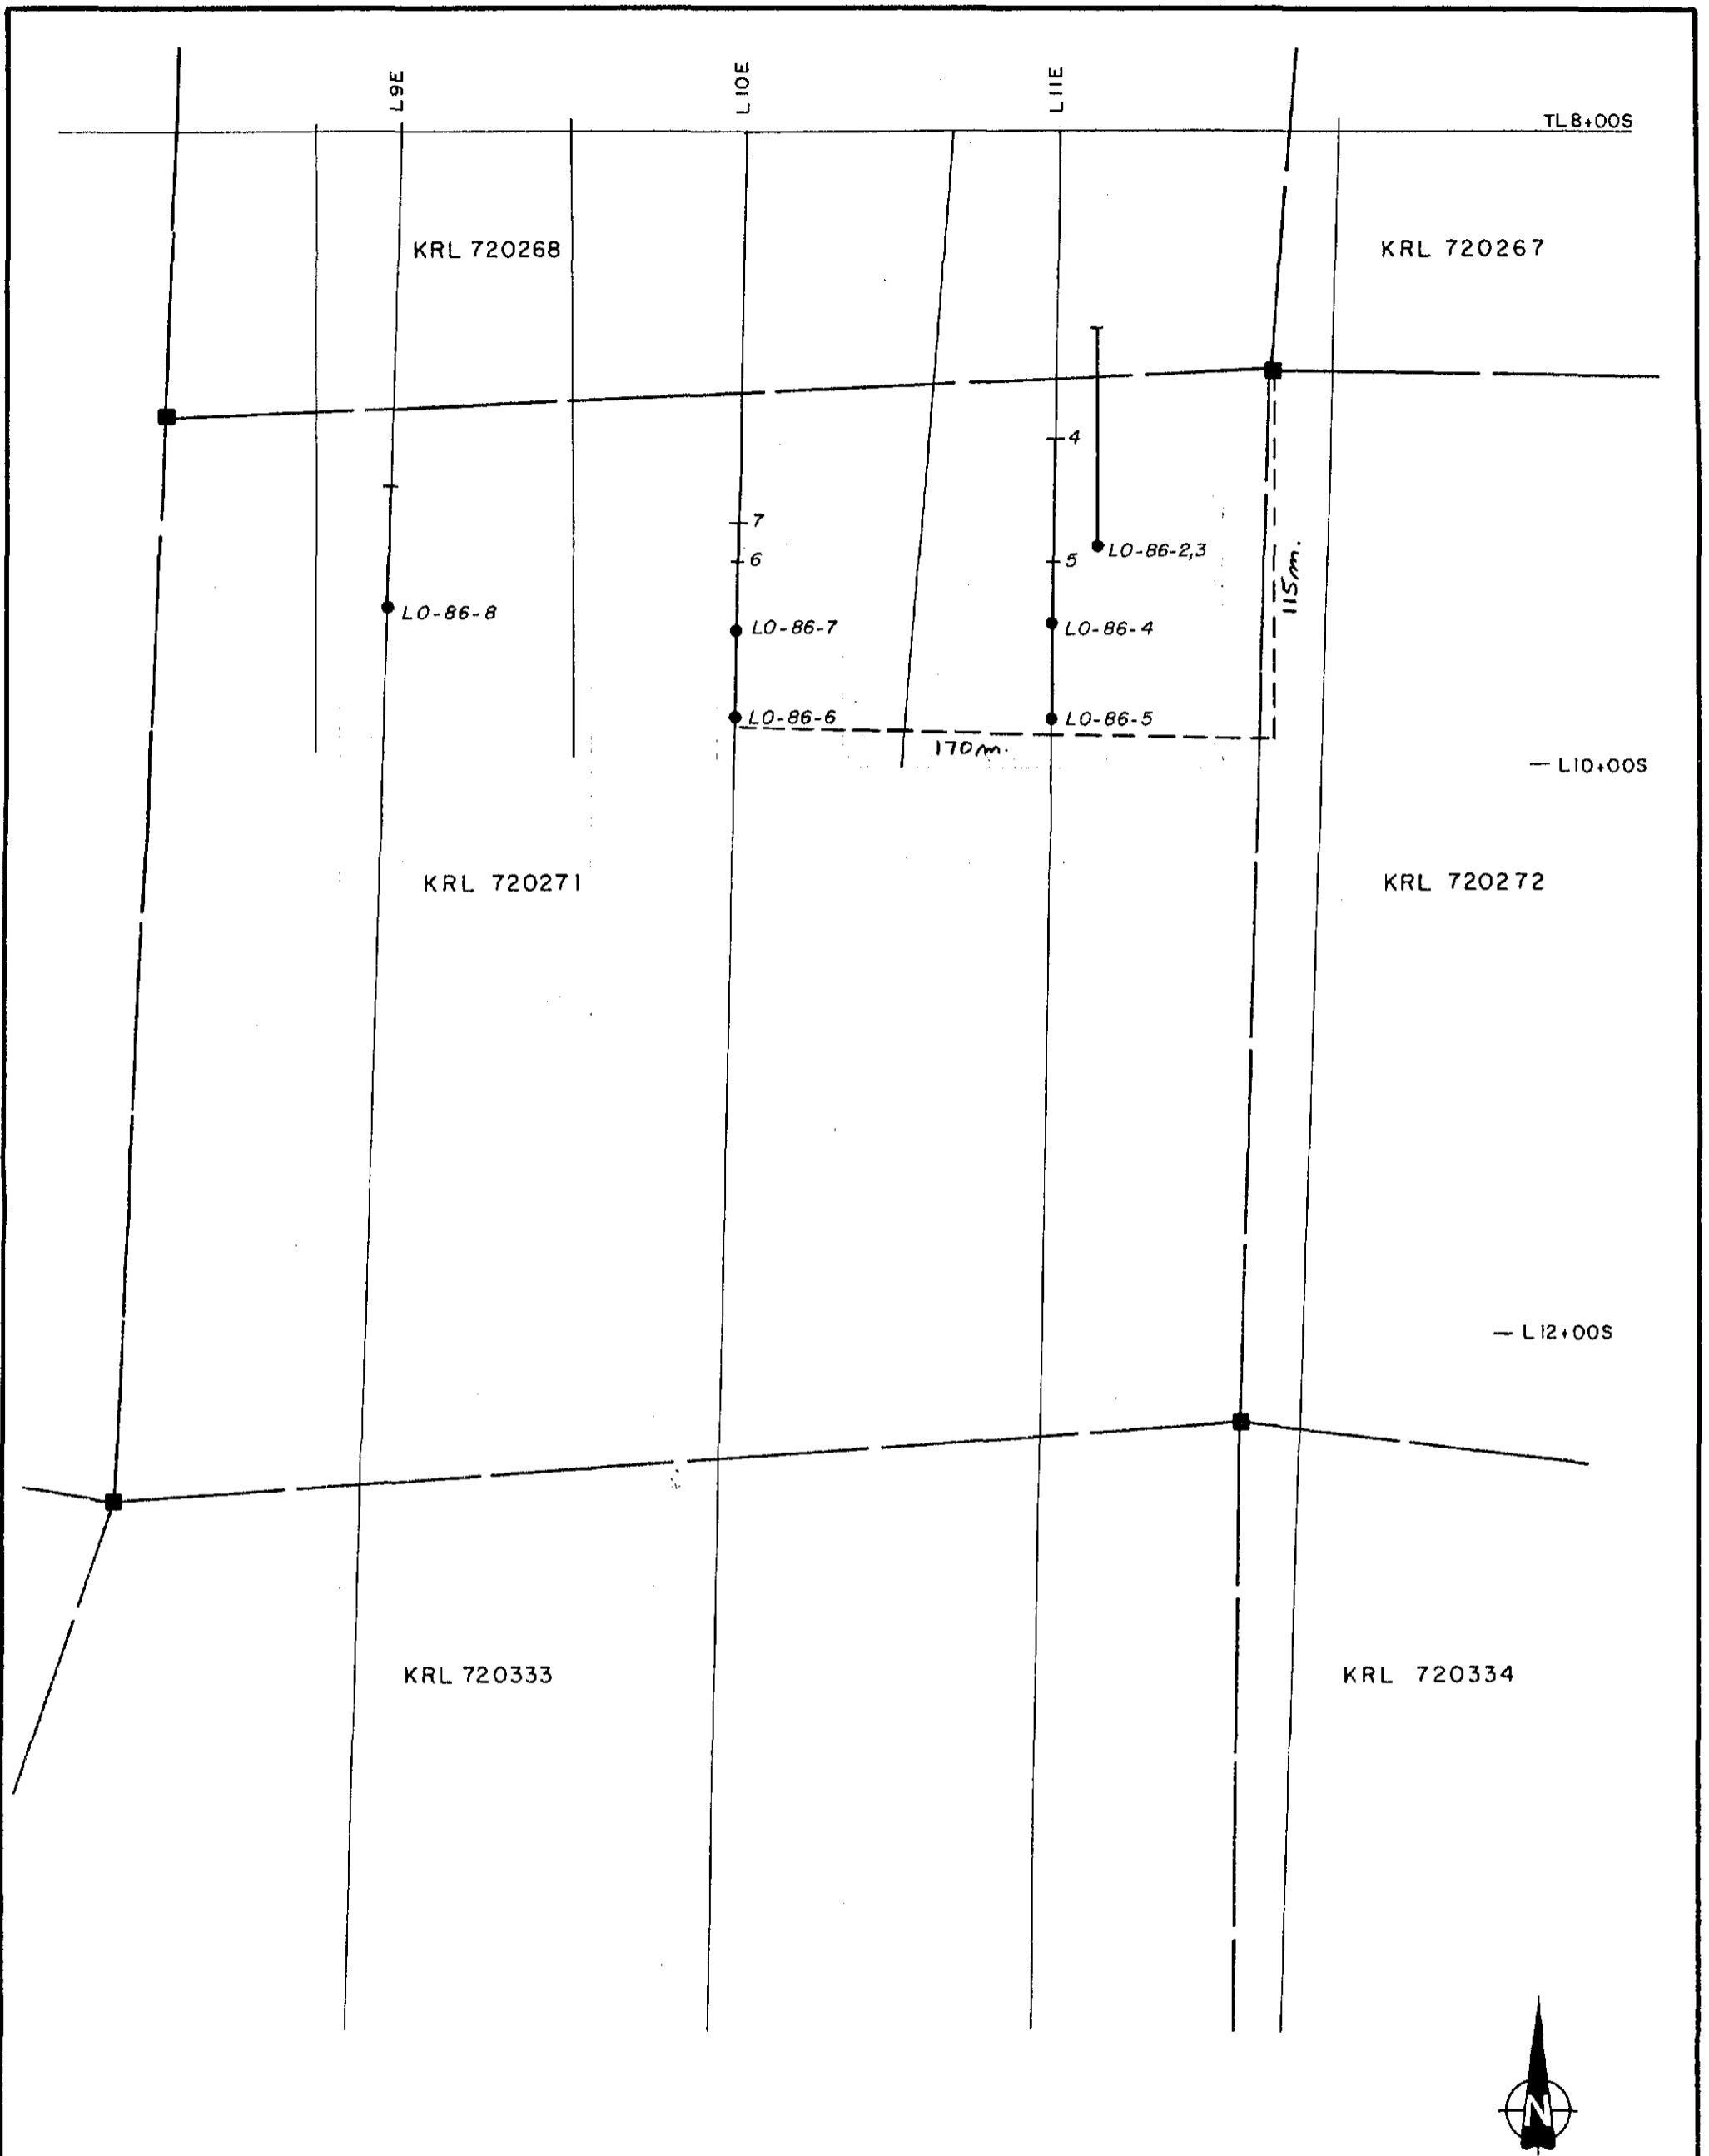 L9E
L10E
L11E
TL8+00S
KRL 720268
KRL 720267
4
7
6
5
LO-86-2,3
115m.
LO-86-8
LO-86-7
LO-86-4
LO-86-6
LO-86-5
170m.
L10+00S
KRL 720271
KRL 720272
L12+00S
KRL 720333
KRL 720334
N